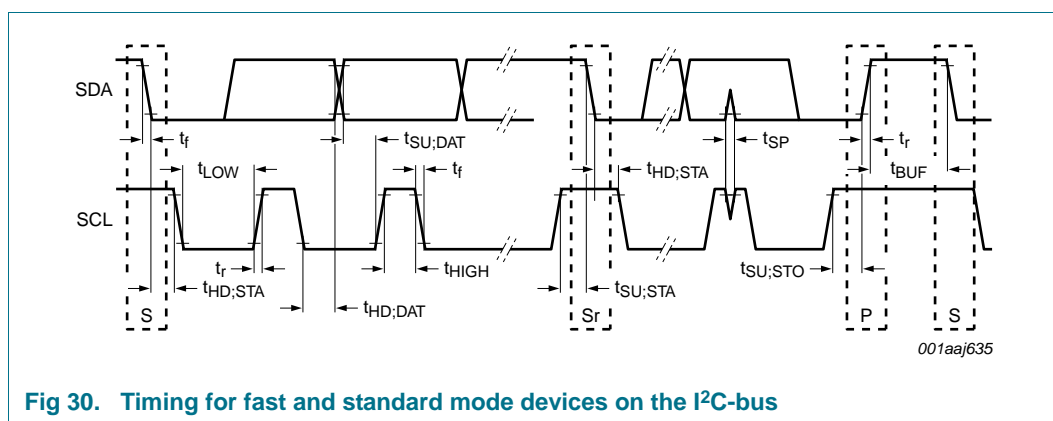 SDA
t_f
t_SU;DAT
t_SP
t_r
t_LOW
t_f
t_HD;STA
t_BUF
SCL
t_r
t_HIGH
t_SU;STO
t_HD;STA
t_SU;STA
t_HD;DAT
S
Sr
P
S
001aaj635
Fig 30. Timing for fast and standard mode devices on the I²C-bus